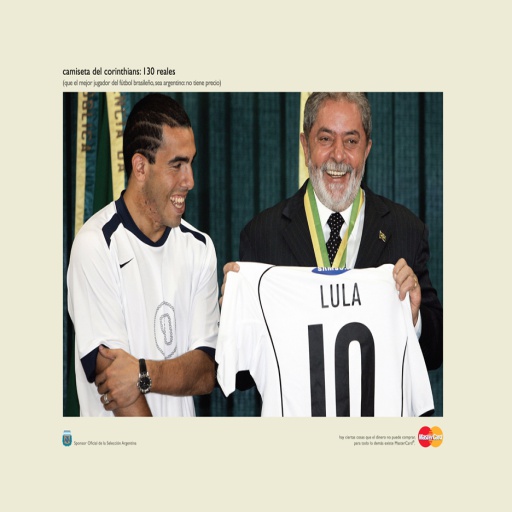 camiseta del corinthians: 130 reales
(que el mejor jugador del fútbol brasileño, sea argentino: no tiene precio)
LULA
10
Sponsor Oficial de la Selección Argentina
hay ciertas cosas que el dinero no puede comprar,
para todo lo demás existe MasterCard®
MasterCard